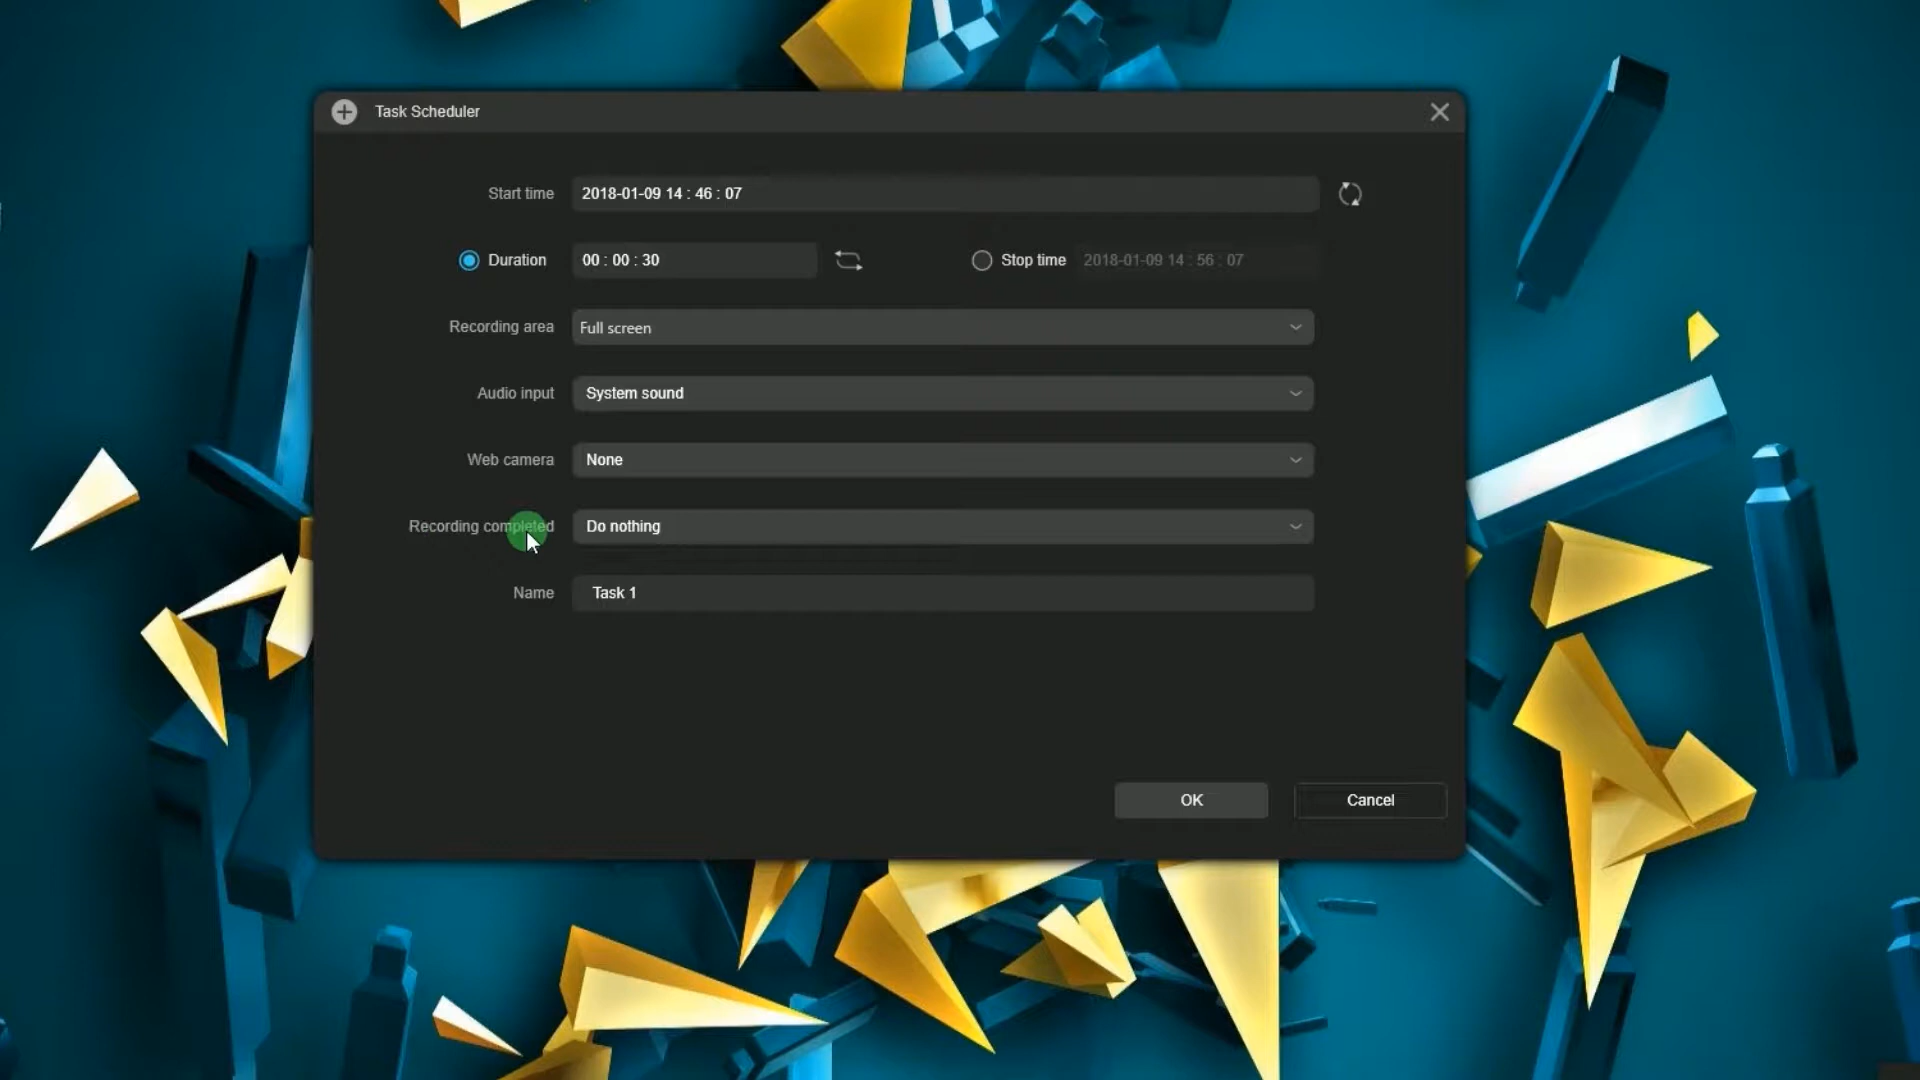 Task Scheduler
Start time 2018-01-09 14 : 46 : 07
Duration 00 : 00 : 30 Stop time 2018-01-09 14 : 56 : 07
Recording area Full screen
Audio input System sound
Web camera None
Recording completed Do nothing
Name Task 1
OK Cancel